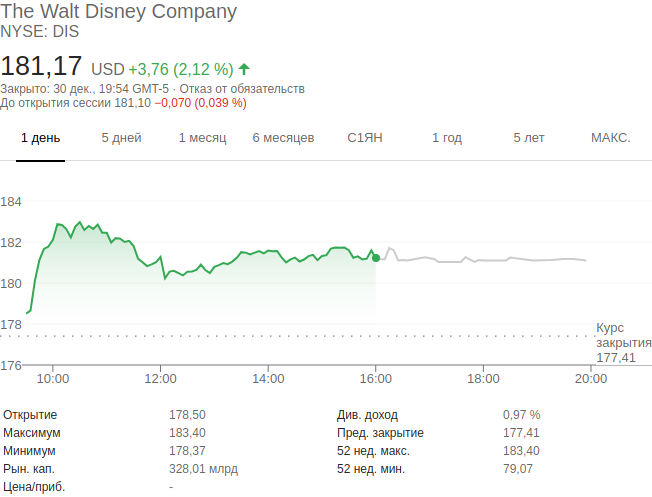 The Walt Disney Company
NYSE: DIS
181,17 USD +3,76 (2,12 %)
Закрыто: 30 дек., 19:54 GMT-5 · Отказ от обязательств
До открытия сессии 181,10 −0,070 (0,039 %)
1 день 5 дней 1 месяц 6 месяцев С1ЯН 1 год 5 лет МАКС.
184
182
180
178
Курс
закрытия
177,41
176
10:00 12:00 14:00 16:00 18:00 20:00
Открытие 178,50 Див. доход 0,97 %
Максимум 183,40 Пред. закрытие 177,41
Минимум 178,37 52 нед. макс. 183,40
Рын. кап. 328,01 млрд 52 нед. мин. 79,07
Цена/приб. -